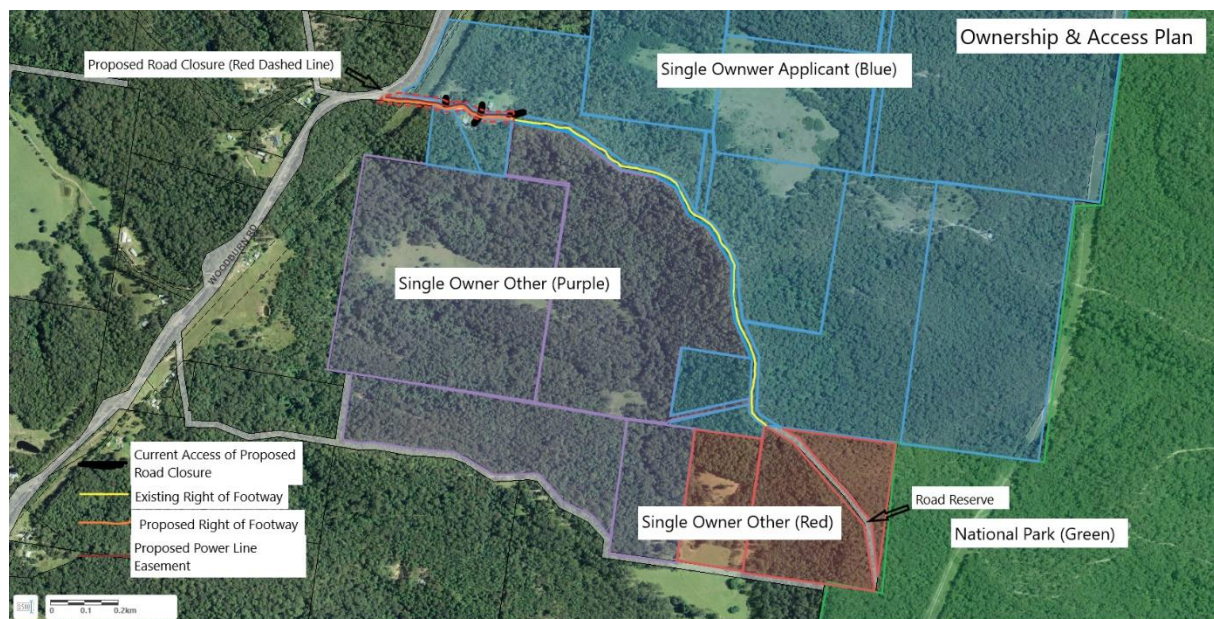 Ownership & Access Plan
Proposed Road Closure (Red Dashed Line)
Single Ownwer Applicant (Blue)
WOODBURN RD
Single Owner Other (Purple)
Current Access of Proposed
Road Closure
Existing Right of Footway
Proposed Right of Footway
Proposed Power Line
Easement
Road Reserve
Single Owner Other (Red)
National Park (Green)
0 0.1 0.2km